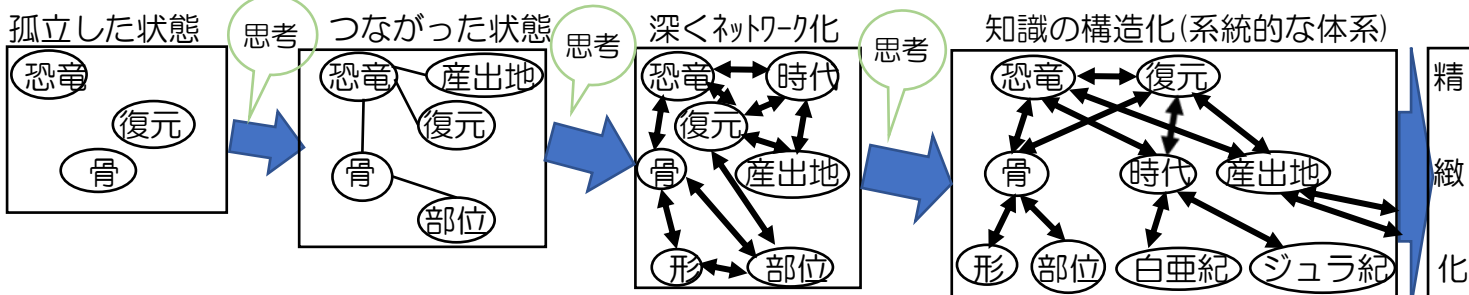 孤立した状態
思考
つながった状態
思考
深くネットワーク化
思考
知識の構造化(系統的な体系)
恐竜
復元
骨
恐竜
産出地
復元
骨
部位
恐竜
時代
復元
骨
産出地
形
部位
恐竜
復元
骨
時代
産出地
形
部位
白亜紀
ジュラ紀
精
緻
化